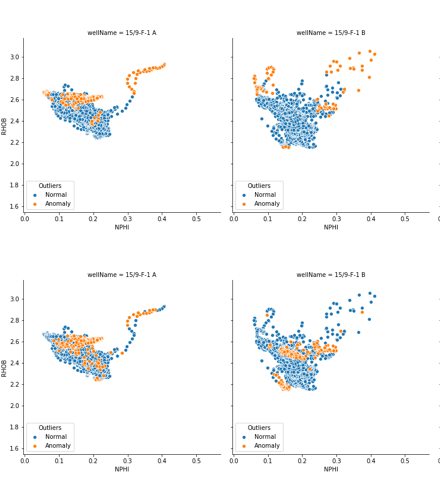 wellName = 15/9-F-1 A
wellName = 15/9-F-1 B
3.0
2.8
2.6
2.4
2.2
2.0
1.8
1.6
RHOB
Outliers
Normal
Anomaly
Outliers
Normal
Anomaly
0.0 0.1 0.2 0.3 0.4 0.5
0.0 0.1 0.2 0.3 0.4 0.5
NPHI
NPHI
wellName = 15/9-F-1 A
wellName = 15/9-F-1 B
3.0
2.8
2.6
2.4
2.2
2.0
1.8
1.6
RHOB
Outliers
Normal
Anomaly
Outliers
Normal
Anomaly
0.0 0.1 0.2 0.3 0.4 0.5
0.0 0.1 0.2 0.3 0.4 0.5
NPHI
NPHI